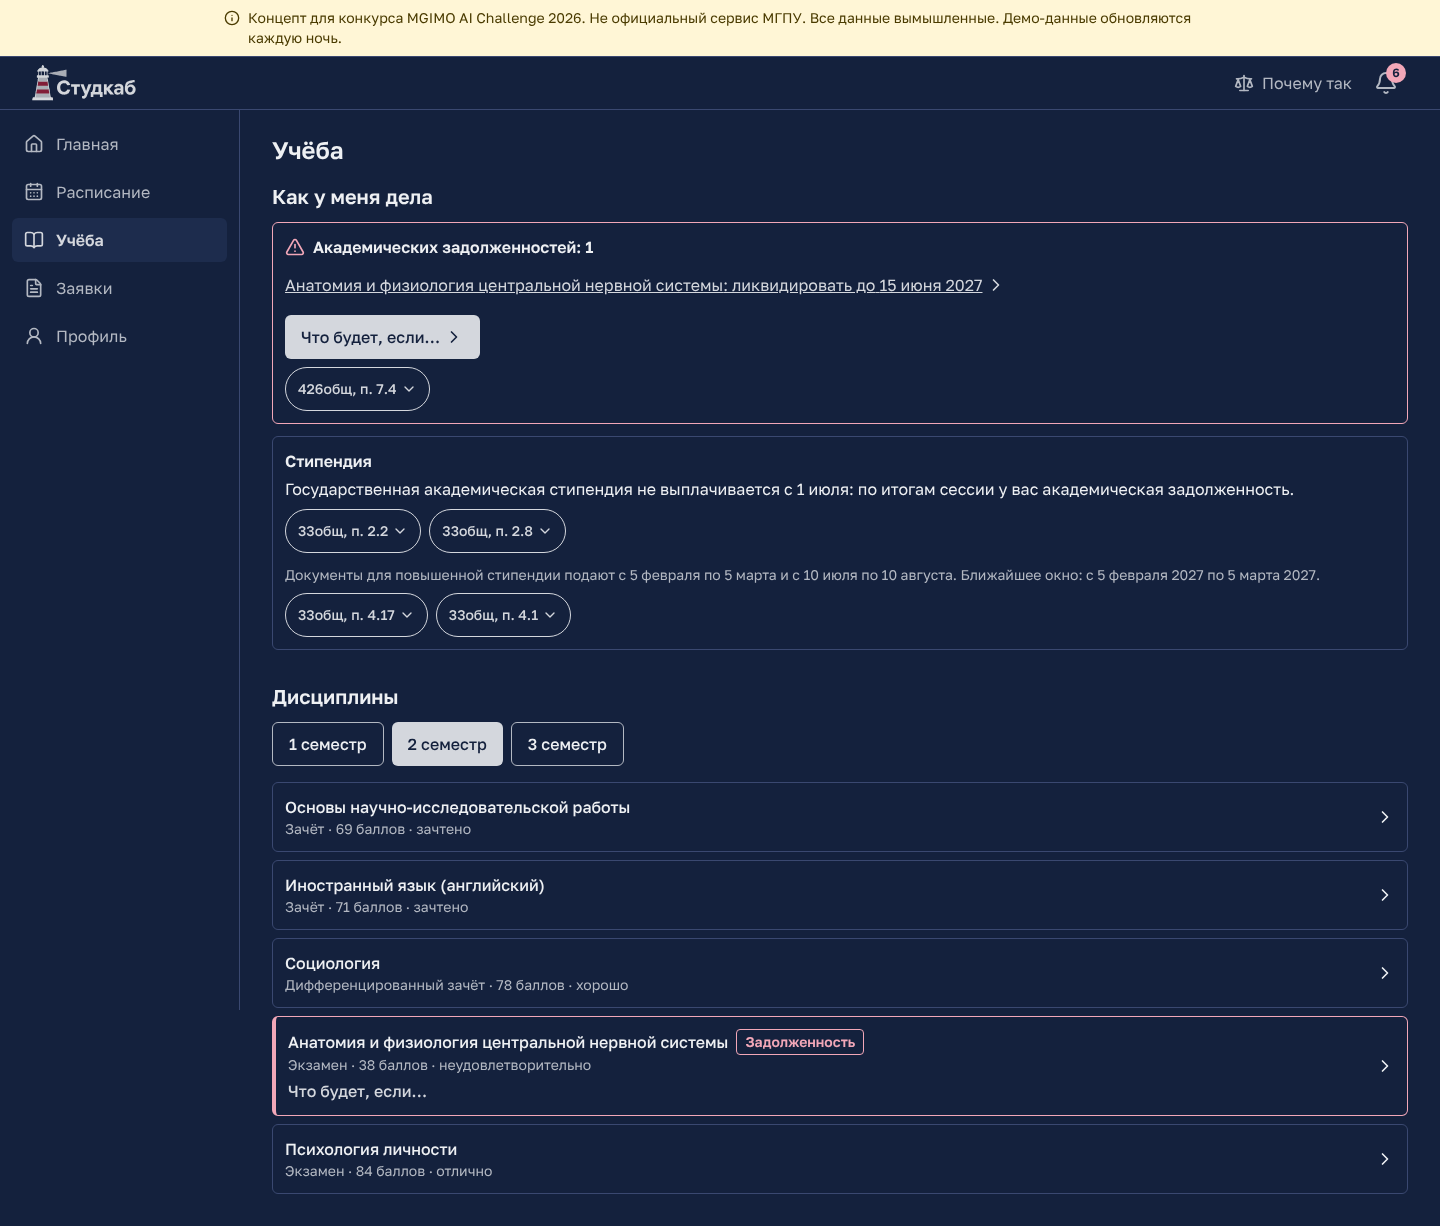 Концепт для конкурса MGIMO AI Challenge 2026. Не официальный сервис МГПУ. Все данные вымышленные. Демо-данные обновляются
каждую ночь.
Студкаб
Почему так
6
Главная
Расписание
Учёба
Заявки
Профиль
Учёба
Как у меня дела
Академических задолженностей: 1
Анатомия и физиология центральной нервной системы: ликвидировать до 15 июня 2027
Что будет, если...
426общ, п. 7.4
Стипендия
Государственная академическая стипендия не выплачивается с 1 июля: по итогам сессии у вас академическая задолженность.
33общ, п. 2.2
33общ, п. 2.8
Документы для повышенной стипендии подают с 5 февраля по 5 марта и с 10 июля по 10 августа. Ближайшее окно: с 5 февраля 2027 по 5 марта 2027.
33общ, п. 4.17
33общ, п. 4.1
Дисциплины
1 семестр
2 семестр
3 семестр
Основы научно-исследовательской работы
Зачёт · 69 баллов · зачтено
Иностранный язык (английский)
Зачёт · 71 баллов · зачтено
Социология
Дифференцированный зачёт · 78 баллов · хорошо
Анатомия и физиология центральной нервной системы
Задолженность
Экзамен · 38 баллов · неудовлетворительно
Что будет, если...
Психология личности
Экзамен · 84 баллов · отлично